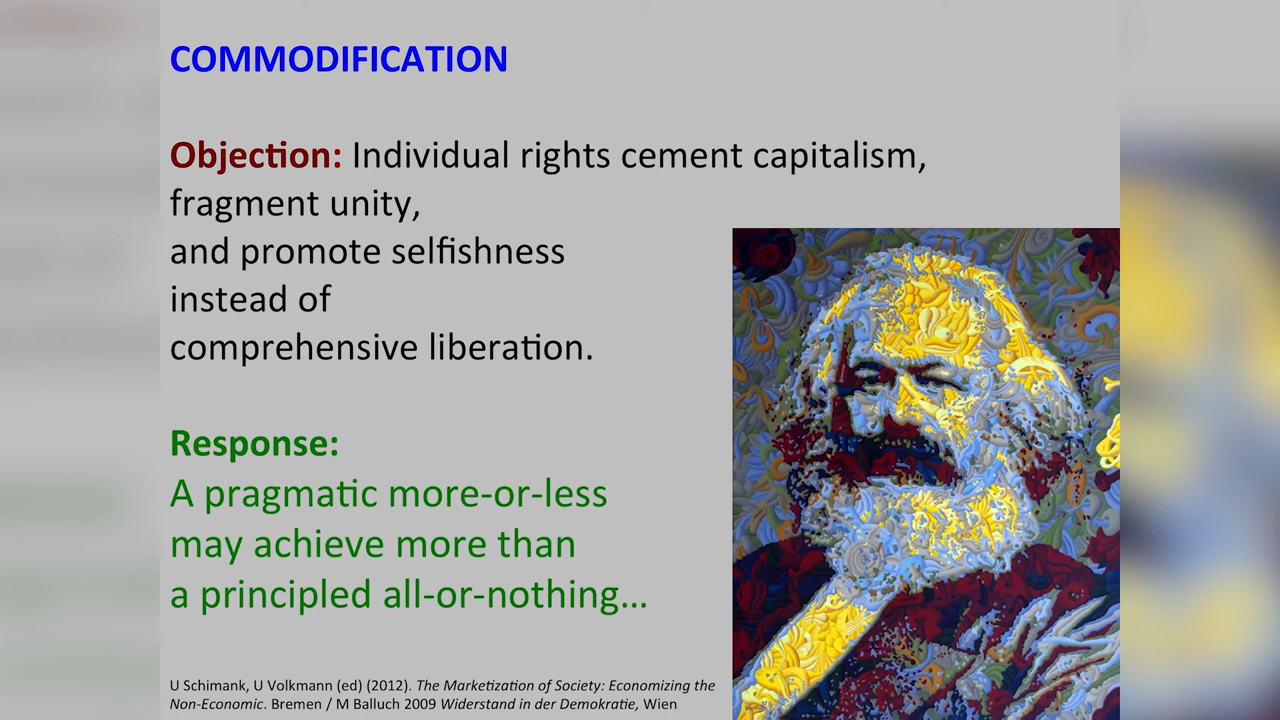 COMMODIFICATION
Objection: Individual rights cement capitalism,
fragment unity,
and promote selfishness
instead of
comprehensive liberation.
Response:
A pragmatic more-or-less
may achieve more than
a principled all-or-nothing...
U Schimank, U Volkmann (ed) (2012). The Marketization of Society: Economizing the
Non-Economic. Bremen / M Balluch 2009 Widerstand in der Demokratie, Wien